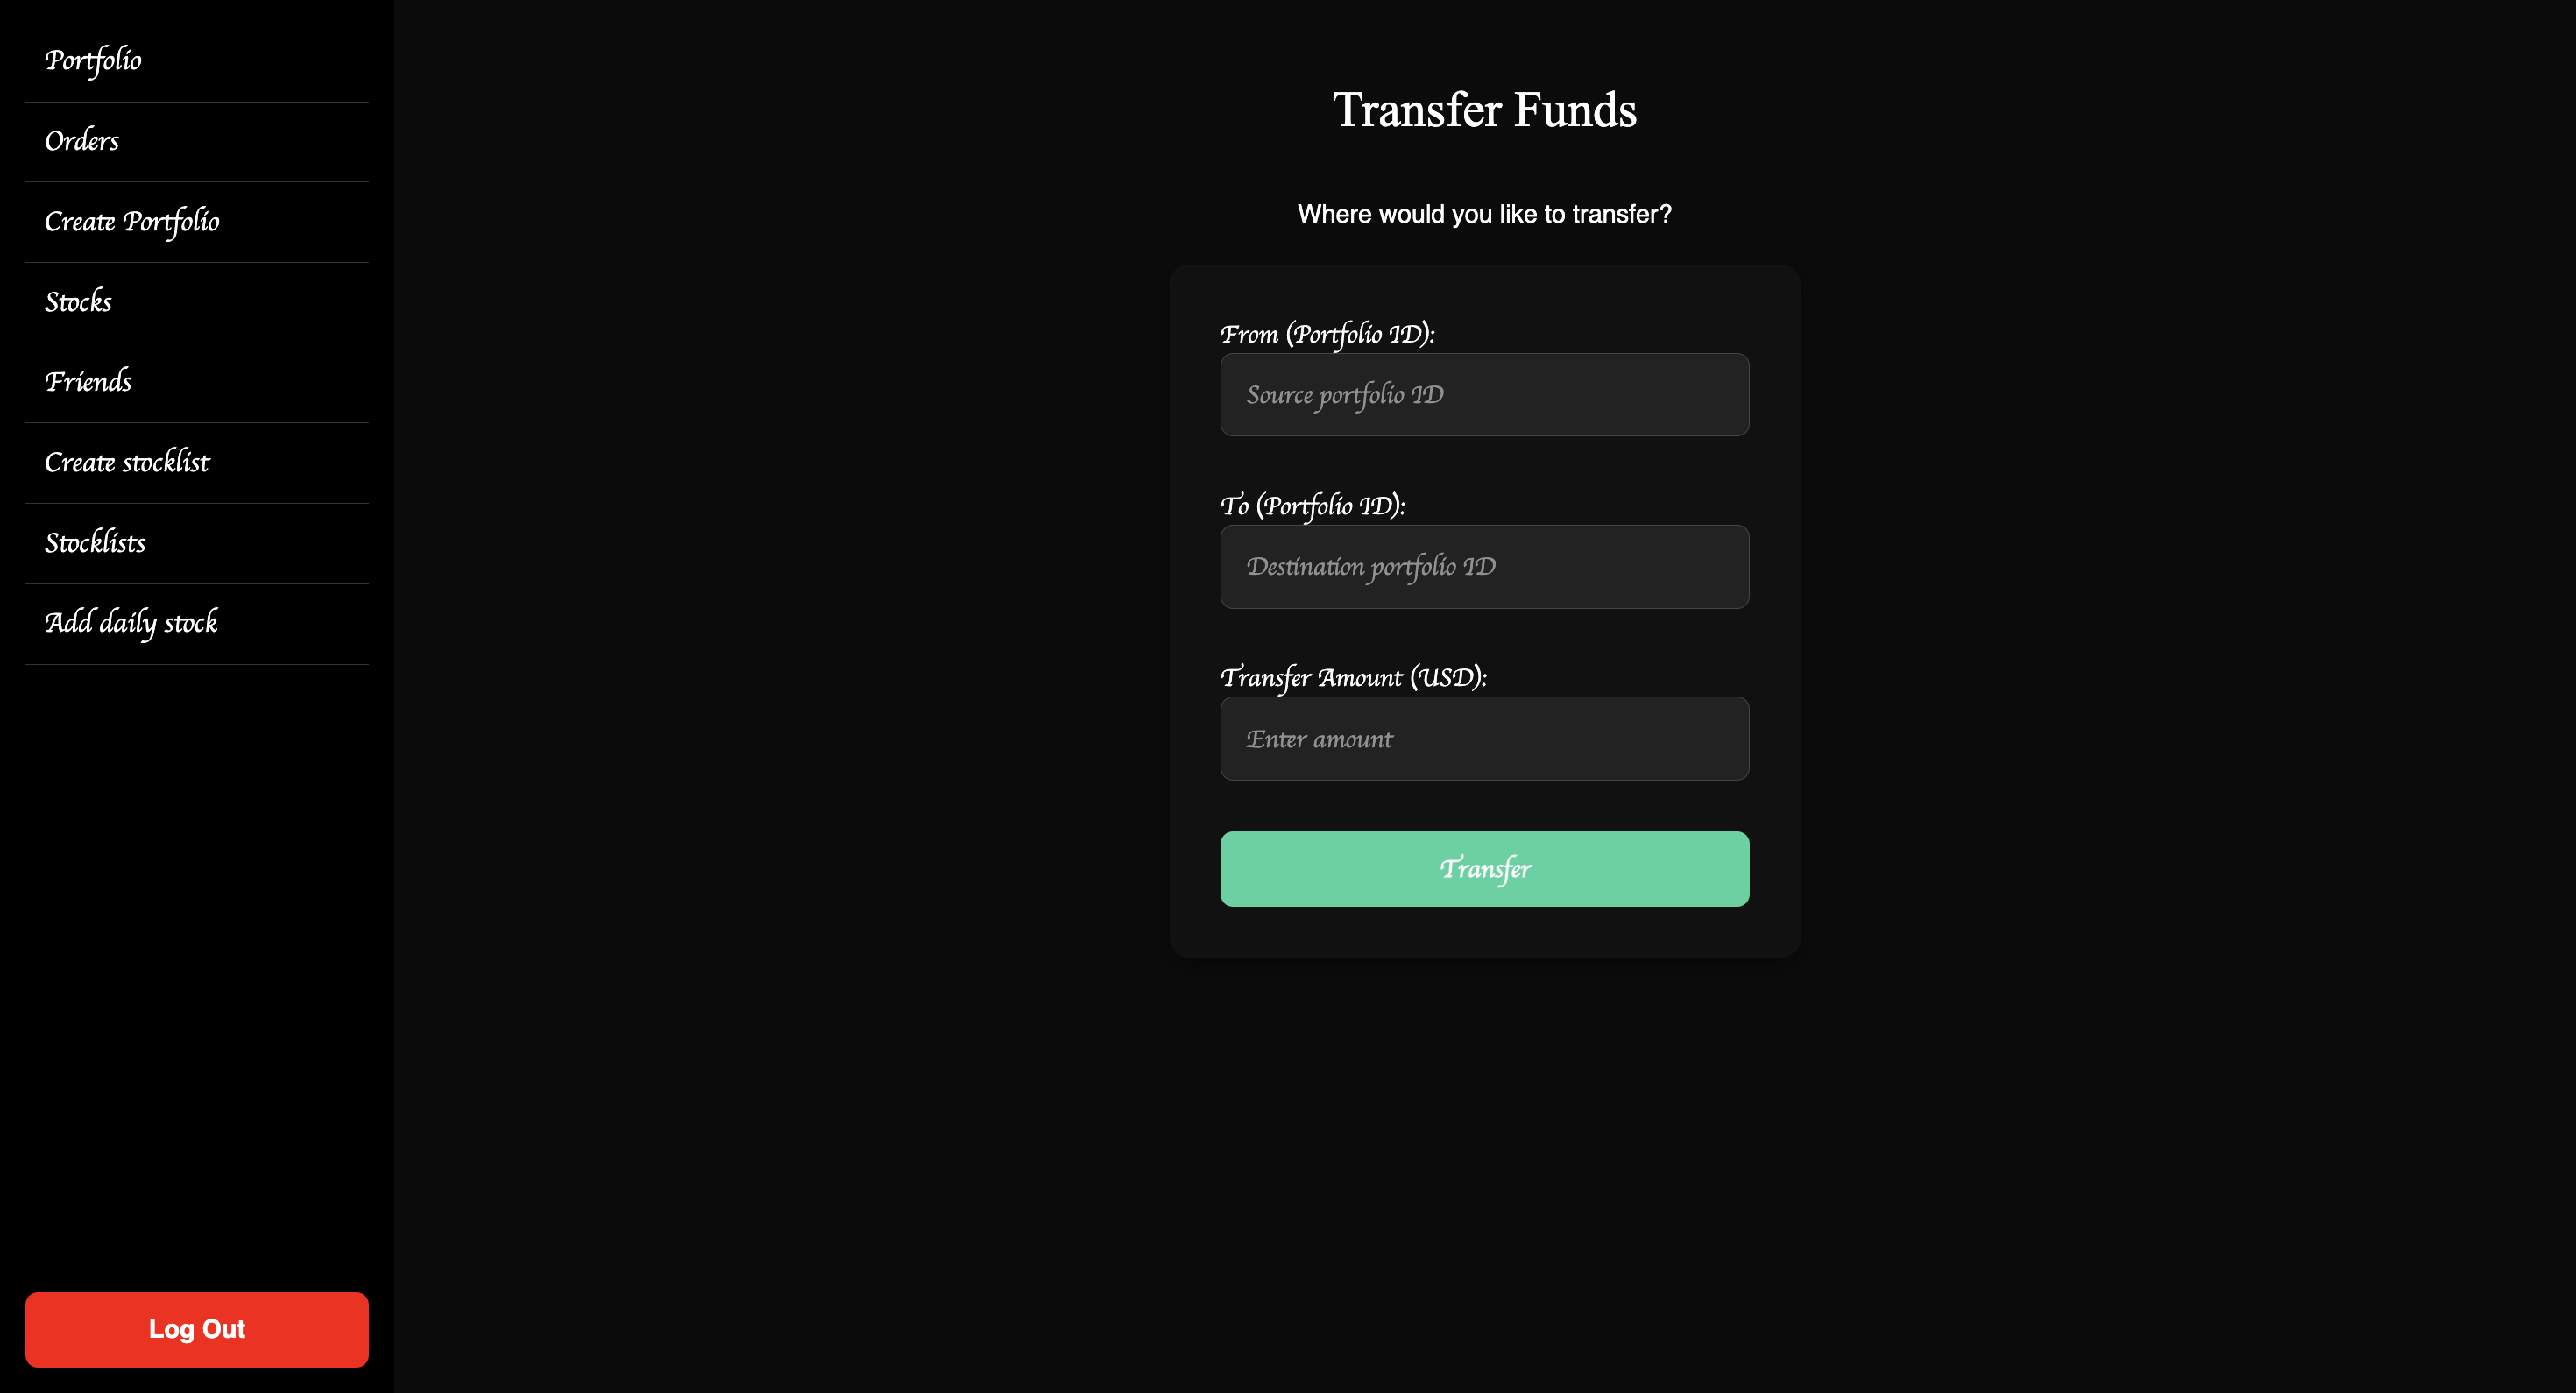 Portfolio
Orders
Create Portfolio
Stocks
Friends
Create stocklist
Stocklists
Add daily stock
Log Out
Transfer Funds
Where would you like to transfer?
From (Portfolio ID):
Source portfolio ID
To (Portfolio ID):
Destination portfolio ID
Transfer Amount (USD):
Enter amount
Transfer